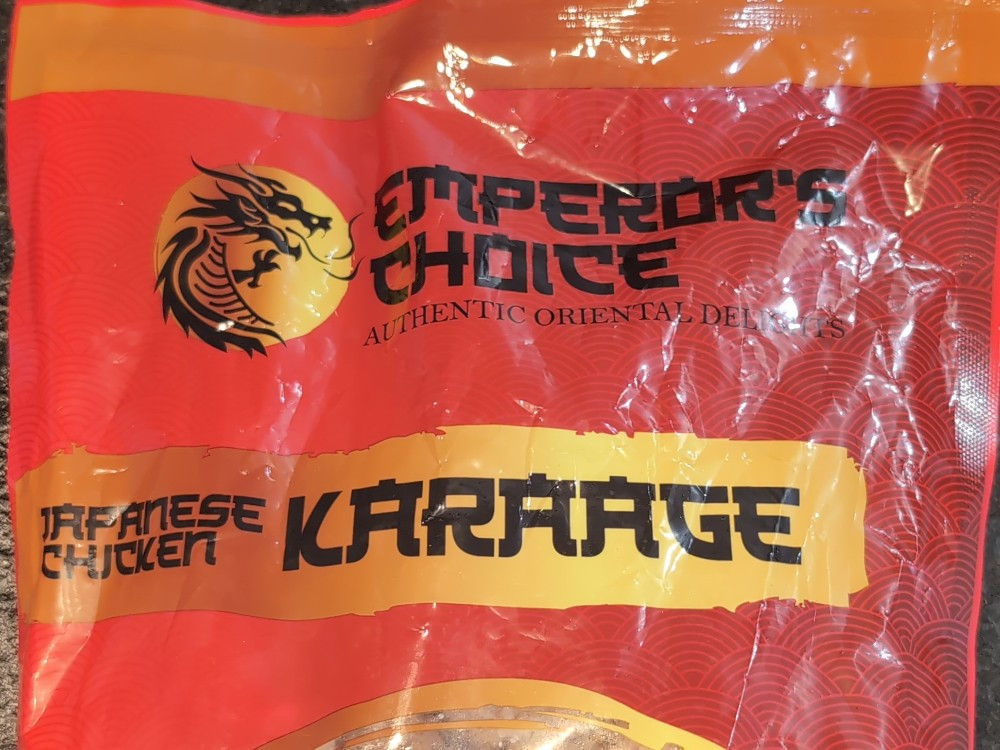 EMPEROR'S
CHOICE
AUTHENTIC ORIENTAL DELIGHTS
JAPANESE
CHICKEN
KARAAGE